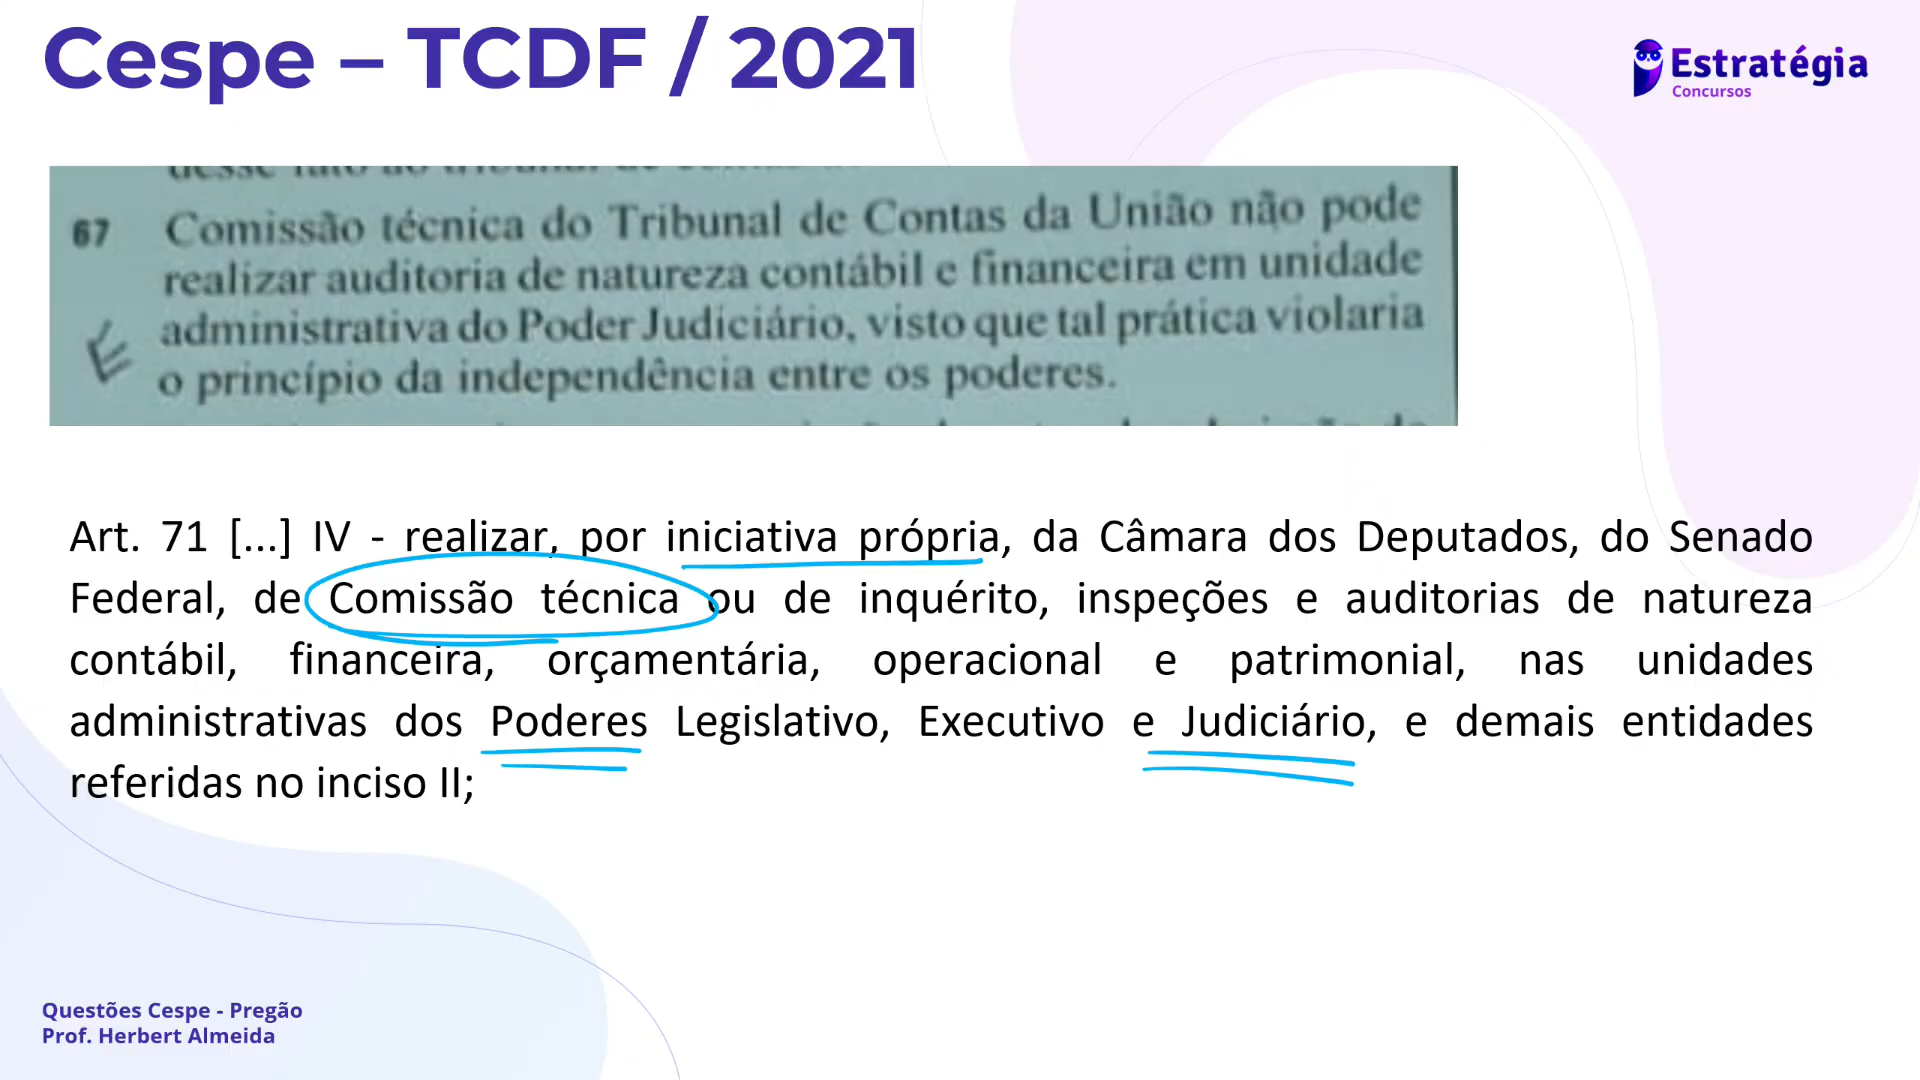 Cespe – TCDF / 2021
Estratégia
Concursos
67 Comissão técnica do Tribunal de Contas da União não pode
realizar auditoria de natureza contábil e financeira em unidade
administrativa do Poder Judiciário, visto que tal prática violaria
E
o princípio da independência entre os poderes.
Art. 71 [...] IV - realizar, por iniciativa própria, da Câmara dos Deputados, do Senado
Federal, de Comissão técnica ou de inquérito, inspeções e auditorias de natureza
contábil, financeira, orçamentária, operacional e patrimonial, nas unidades
administrativas dos Poderes Legislativo, Executivo e Judiciário, e demais entidades
referidas no inciso II;
Questões Cespe - Pregão
Prof. Herbert Almeida